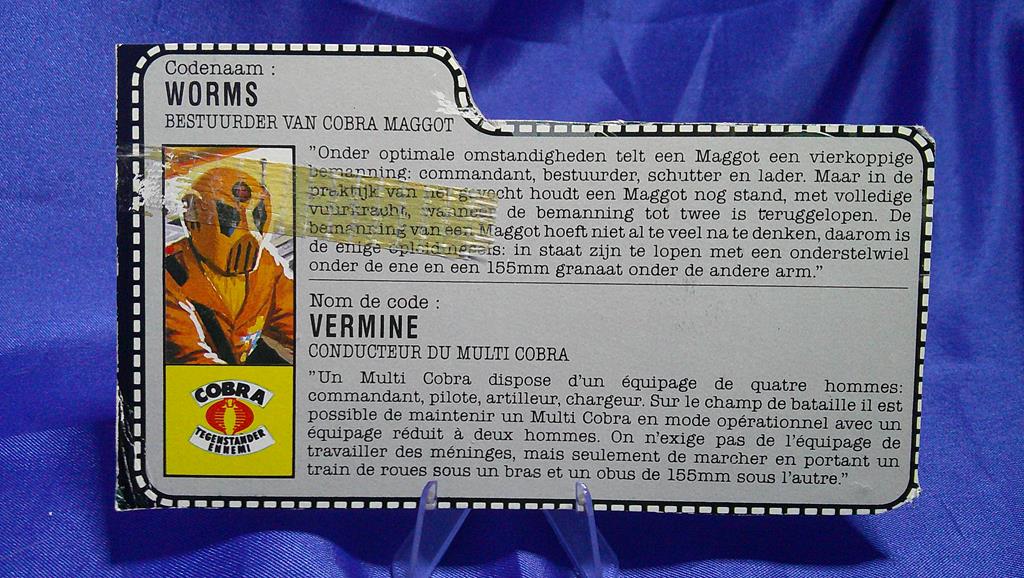 Codenaam :
WORMS
BESTUURDER VAN COBRA MAGGOT
"Onder optimale omstandigheden telt een Maggot een vierkoppige
bemanning: commandant, bestuurder, schutter en lader. Maar in de
praktijk van het gevecht houdt een Maggot nog stand, met volledige
vuurkracht, wanneer de bemanning tot twee is teruggelopen. De
bemanning van een Maggot hoeft niet al te veel na te denken, daarom is
de enige opleidingseis: in staat zijn te lopen met een onderstelwiel
onder de ene en een 155mm granaat onder de andere arm."
Nom de code :
VERMINE
CONDUCTEUR DU MULTI COBRA
"Un Multi Cobra dispose d'un équipage de quatre hommes:
commandant, pilote, artilleur, chargeur. Sur le champ de bataille il est
possible de maintenir un Multi Cobra en mode opérationnel avec un
équipage réduit à deux hommes. On n'exige pas de l'équipage de
travailler des méninges, mais seulement de marcher en portant un
train de roues sous un bras et un obus de 155mm sous l'autre."
COBRA
TEGENSTANDER
ENNEMI